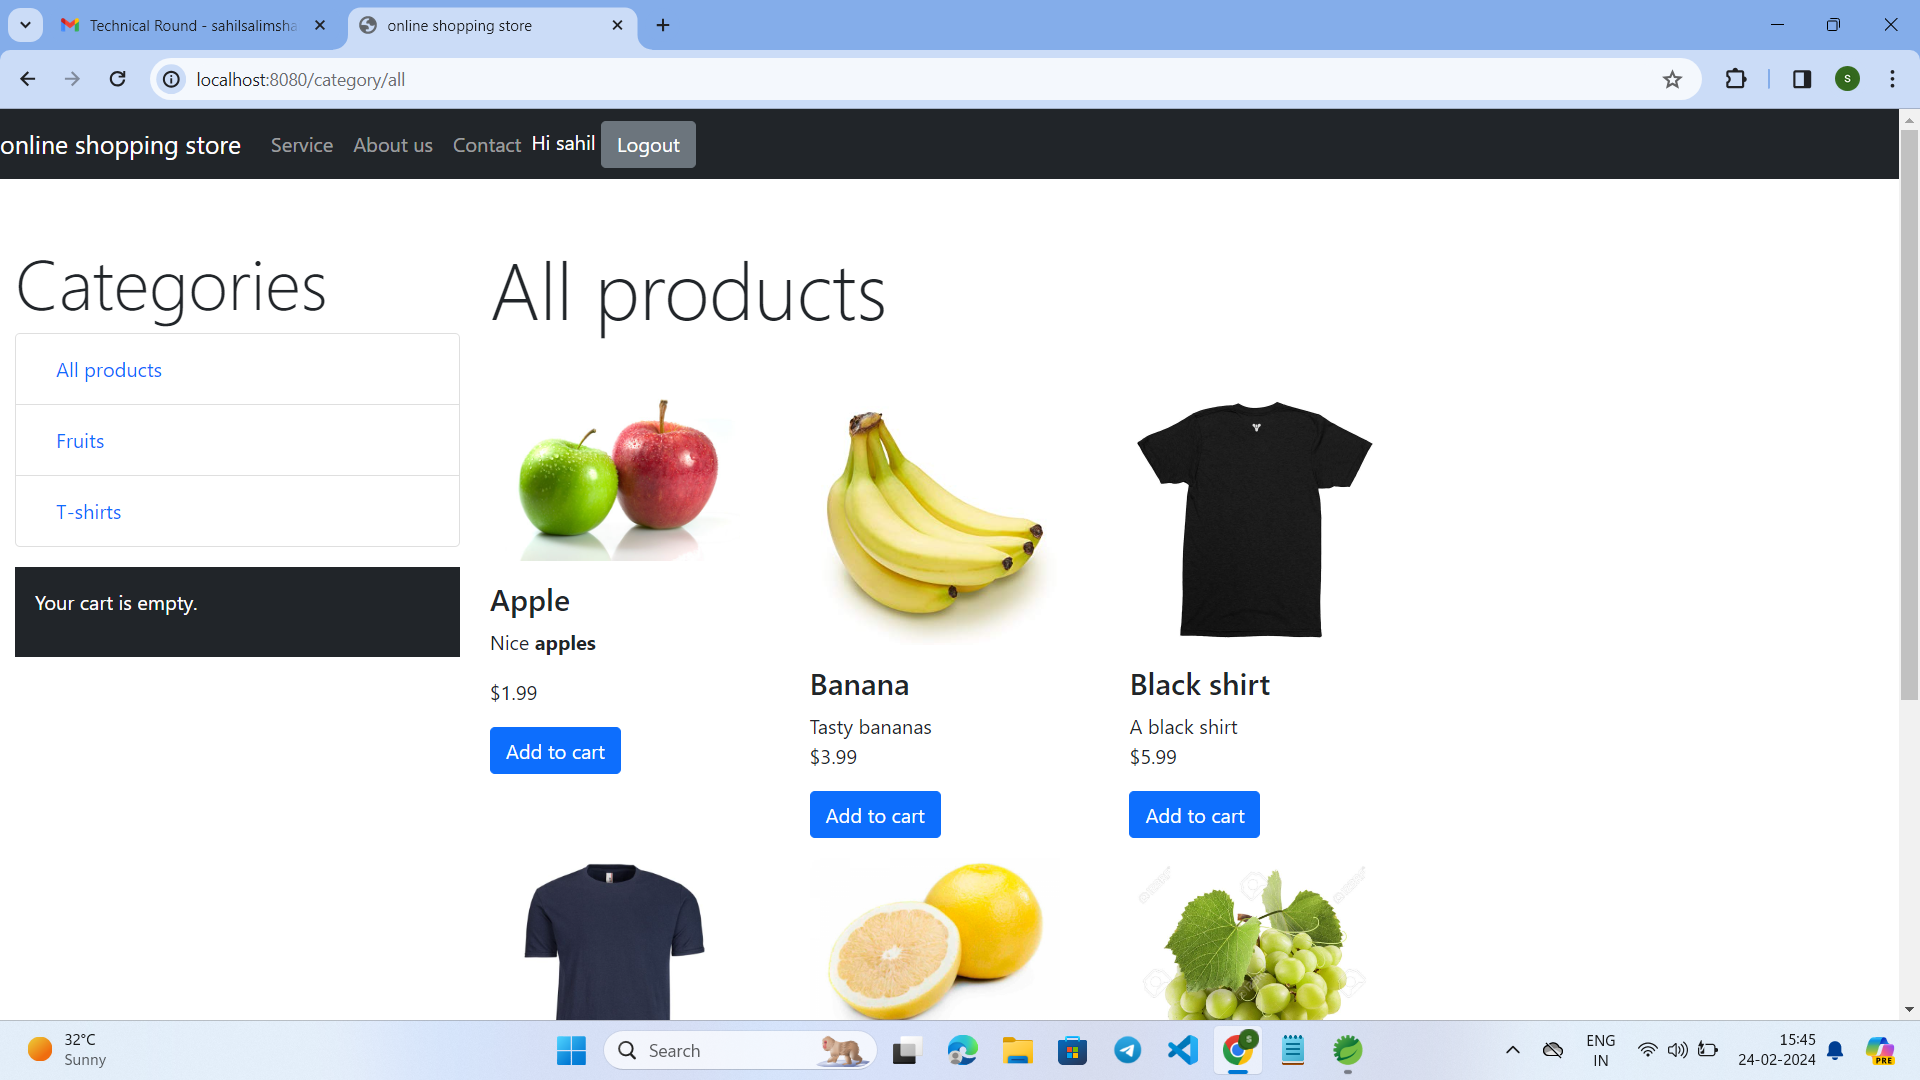 Technical Round - sahilsalimsha
online shopping store
localhost:8080/category/all
S
online shopping store
Service
About us
Contact
Hi sahil
Logout
Categories
All products
Fruits
T-shirts
Your cart is empty.
All products
Apple
Nice apples
$1.99
Add to cart
Banana
Tasty bananas
$3.99
Add to cart
Black shirt
A black shirt
$5.99
Add to cart
32°C
Sunny
Search
S
ENG
IN
15:45
24-02-2024
PRE